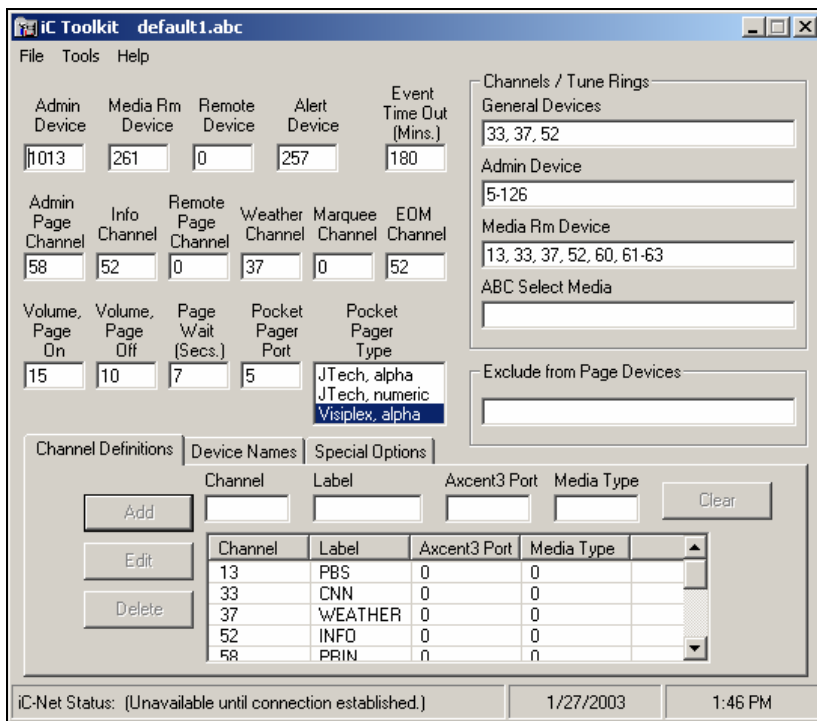 iC Toolkit default1.abc
File Tools Help
Admin Device
Media Rm Device
Remote Device
Alert Device
Event Time Out (Mins.)
1013
261
0
257
180
Admin Page Channel
Info Channel
Remote Page Channel
Weather Channel
Marquee Channel
EOM Channel
58
52
0
37
0
52
Volume, Page On
Volume, Page Off
Page Wait (Secs.)
Pocket Pager Port
Pocket Pager Type
15
10
7
5
JTech, alpha
JTech, numeric
Visiplex, alpha
Channels / Tune Rings
General Devices
33, 37, 52
Admin Device
5-126
Media Rm Device
13, 33, 37, 52, 60, 61-63
ABC Select Media
Exclude from Page Devices
Channel Definitions Device Names Special Options
Channel Label Axcent3 Port Media Type
Add
Clear
Edit
Delete
Channel Label Axcent3 Port Media Type
13 PBS 0 0
33 CNN 0 0
37 WEATHER 0 0
52 INFO 0 0
58 PRIN 0 0
iC-Net Status: (Unavailable until connection established.) 1/27/2003 1:46 PM